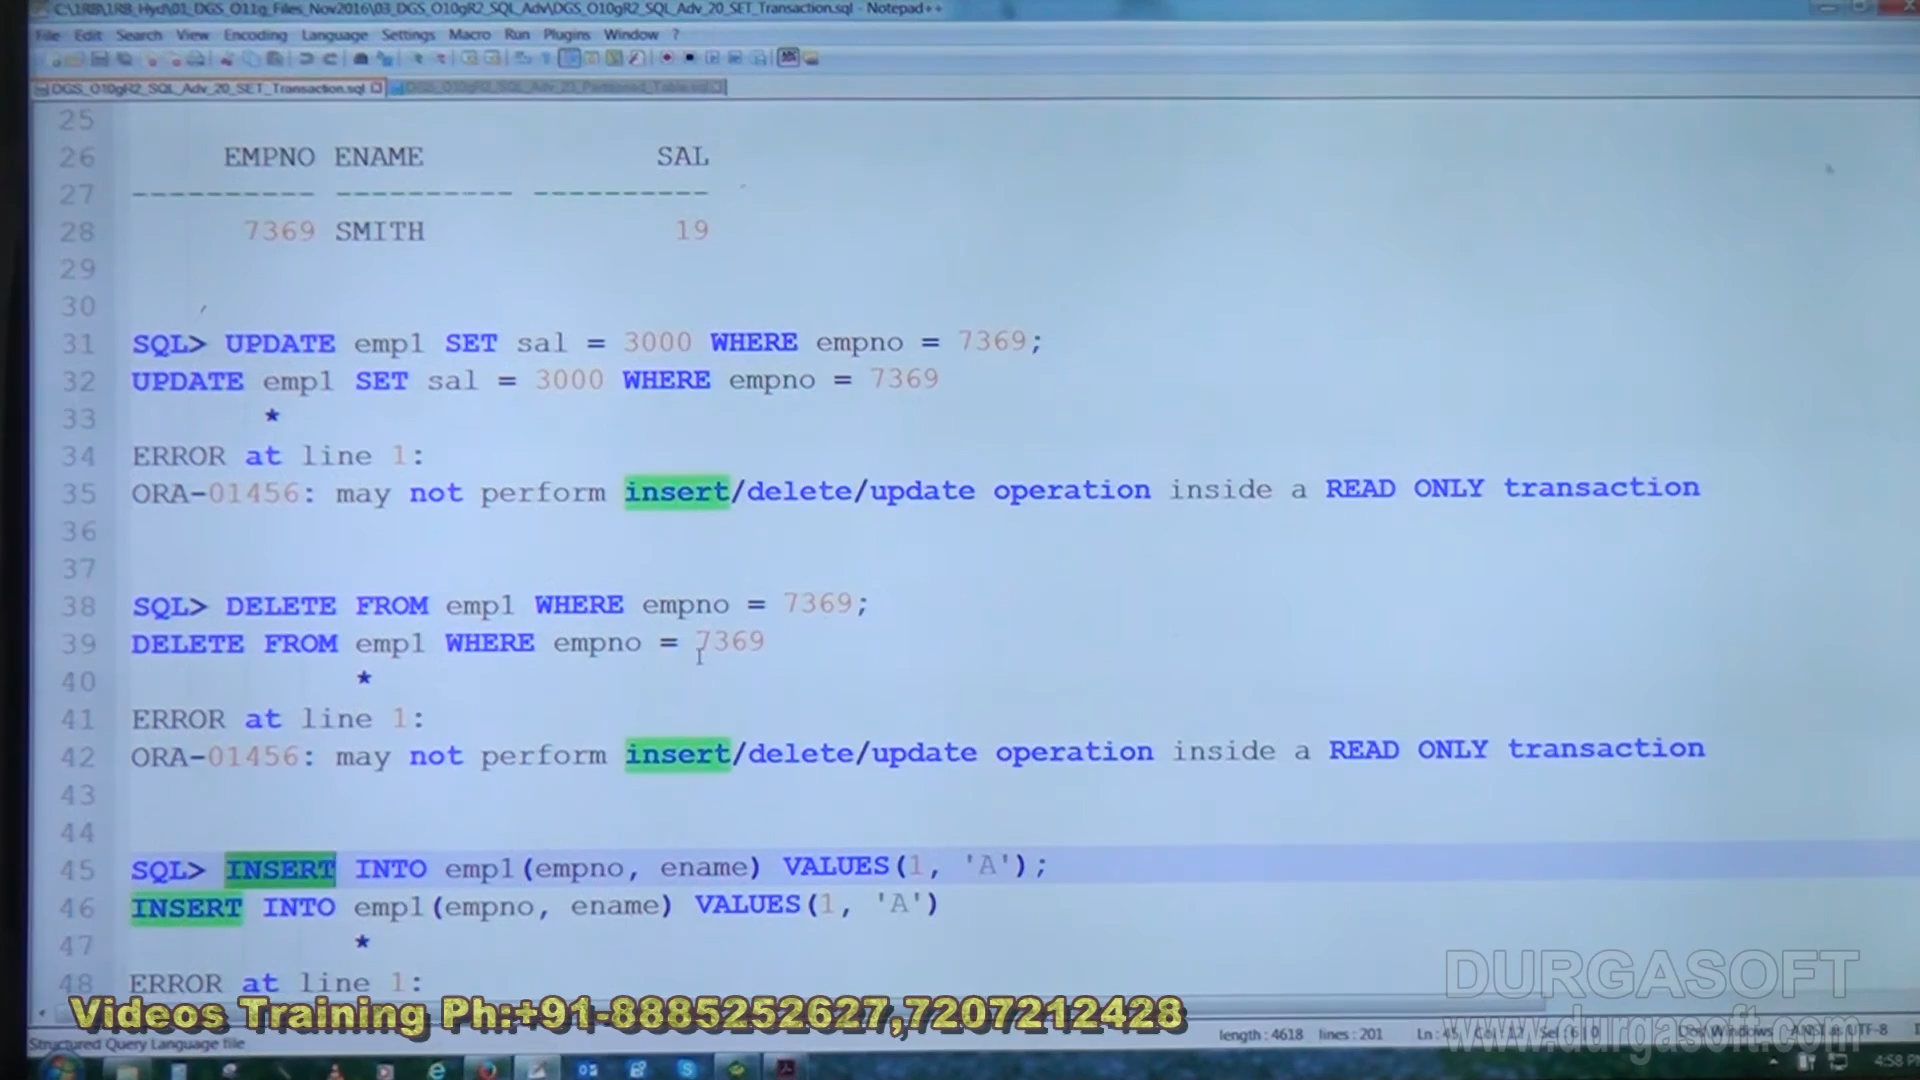 C:\1RB\1RB_Hyd\01_DGS_O11g_Files_Nov2016\03_DGS_O10gR2_SQL_Adv\DGS_O10gR2_SQL_Adv_20_SET_Transaction.sql - Notepad++
File Edit Search View Encoding Language Settings Macro Run Plugins Window ?
DGS_O10gR2_SQL_Adv_20_SET_Transaction.sql
25
26 EMPNO ENAME SAL
27 ---------- ---------- ----------
28 7369 SMITH 19
29
30
31 SQL> UPDATE emp1 SET sal = 3000 WHERE empno = 7369;
32 UPDATE emp1 SET sal = 3000 WHERE empno = 7369
33 *
34 ERROR at line 1:
35 ORA-01456: may not perform insert/delete/update operation inside a READ ONLY transaction
36
37
38 SQL> DELETE FROM emp1 WHERE empno = 7369;
39 DELETE FROM emp1 WHERE empno = 7369
40 *
41 ERROR at line 1:
42 ORA-01456: may not perform insert/delete/update operation inside a READ ONLY transaction
43
44
45 SQL> INSERT INTO emp1(empno, ename) VALUES(1, 'A');
46 INSERT INTO emp1(empno, ename) VALUES(1, 'A')
47 *
48 ERROR at line 1:
DURGASOFT
Videos Training Ph:+91-8885252627,7207212428
www.durgasoft.com
Structured Query Language file length : 4618 lines : 201
4:58 PM